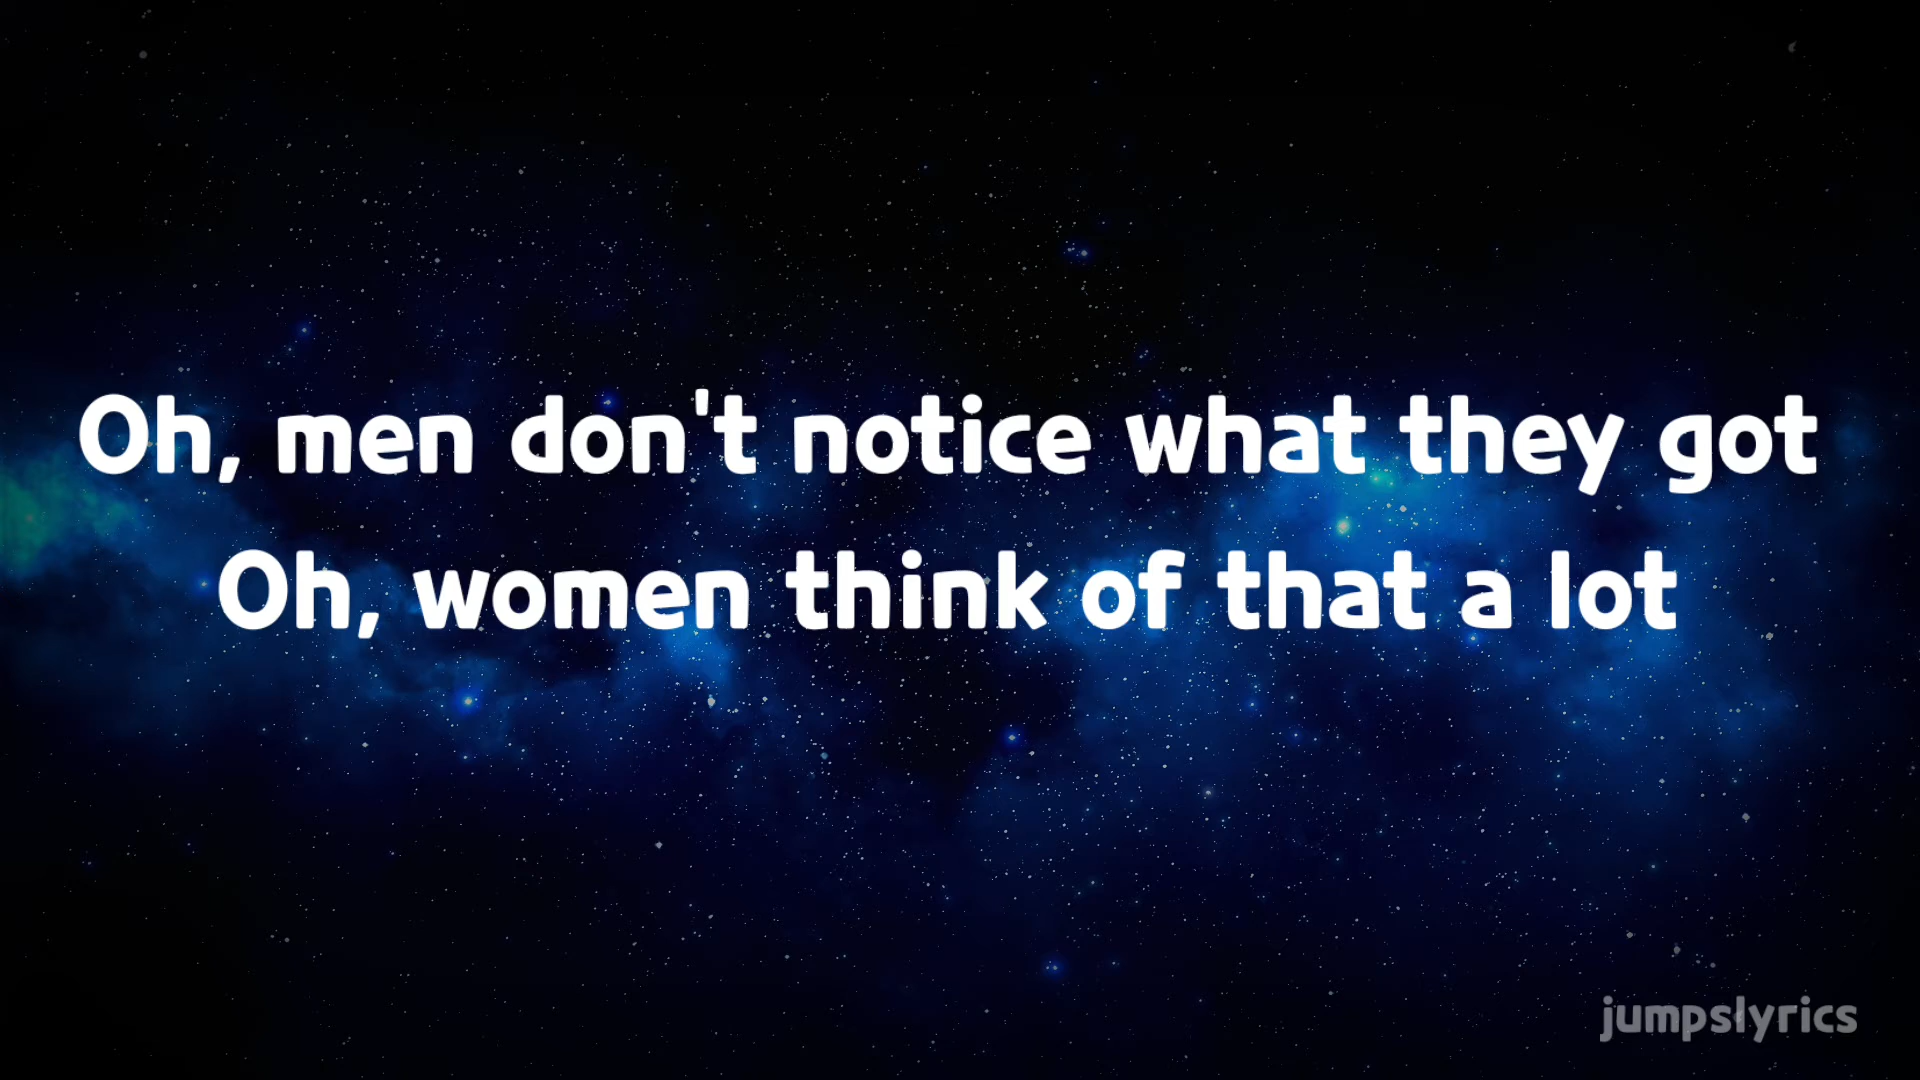 Oh, men don't notice what they got
Oh, women think of that a lot
jumpslyrics